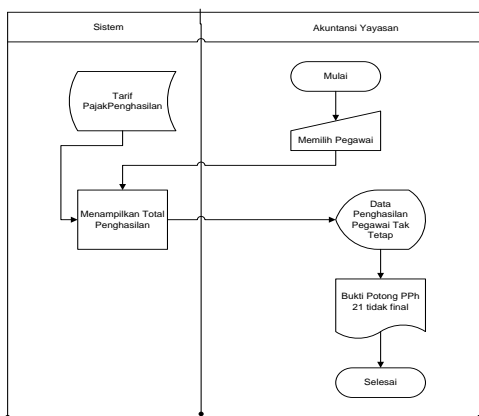 Sistem
Akuntansi Yayasan
Mulai
Tarif
PajakPenghasilan
Memilih Pegawai
Menampilkan Total
Penghasilan
Data
Penghasilan
Pegawai Tak
Tetap
Bukti Potong PPh
21 tidak final
Selesai